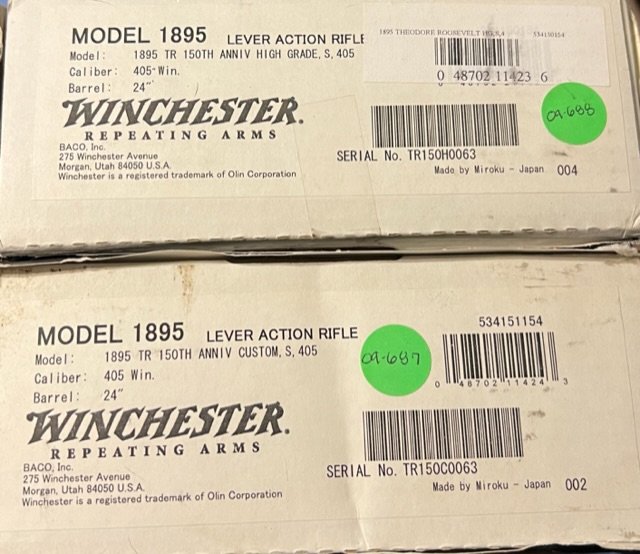 MODEL 1895 LEVER ACTION RIFLE
Model: 1895 TR 150TH ANNIV HIGH GRADE, S, 405
Caliber: 405-Win.
Barrel: 24"
1895 THEODORE ROOSEVELT 534150154
0 48702 11423 6
WINCHESTER.
REPEATING ARMS
09-688
BACO, Inc.
275 Winchester Avenue
Morgan, Utah 84050 U.S.A.
Winchester is a registered trademark of Olin Corporation
SERIAL No. TR150H0063
Made by Miroku - Japan 004
MODEL 1895 LEVER ACTION RIFLE
Model: 1895 TR 150TH ANNIV CUSTOM, S, 405
Caliber: 405 Win.
Barrel: 24"
09-687
534151154
0 48702 11424 3
WINCHESTER.
REPEATING ARMS
BACO, Inc.
275 Winchester Avenue
Morgan, Utah 84050 U.S.A.
Winchester is a registered trademark of Olin Corporation
SERIAL No. TR150C0063
Made by Miroku - Japan 002